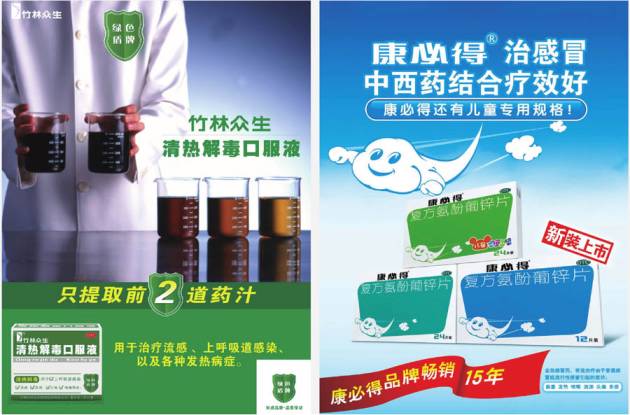 竹林众生
绿色
盾牌
竹林众生
清热解毒口服液
只提取前2道药汁
竹林众生
清热解毒口服液
用于治疗流感、上呼吸道感染、
以及各种发热病症。
绿色
盾牌
康必得®治感冒
中西药结合疗效好
康必得还有儿童专用规格！
康必得
复方氨酚葡锌片
24片装
新装上市
康必得
复方氨酚葡锌片
24片装
康必得
复方氨酚葡锌片
12片装
康必得品牌畅销15年